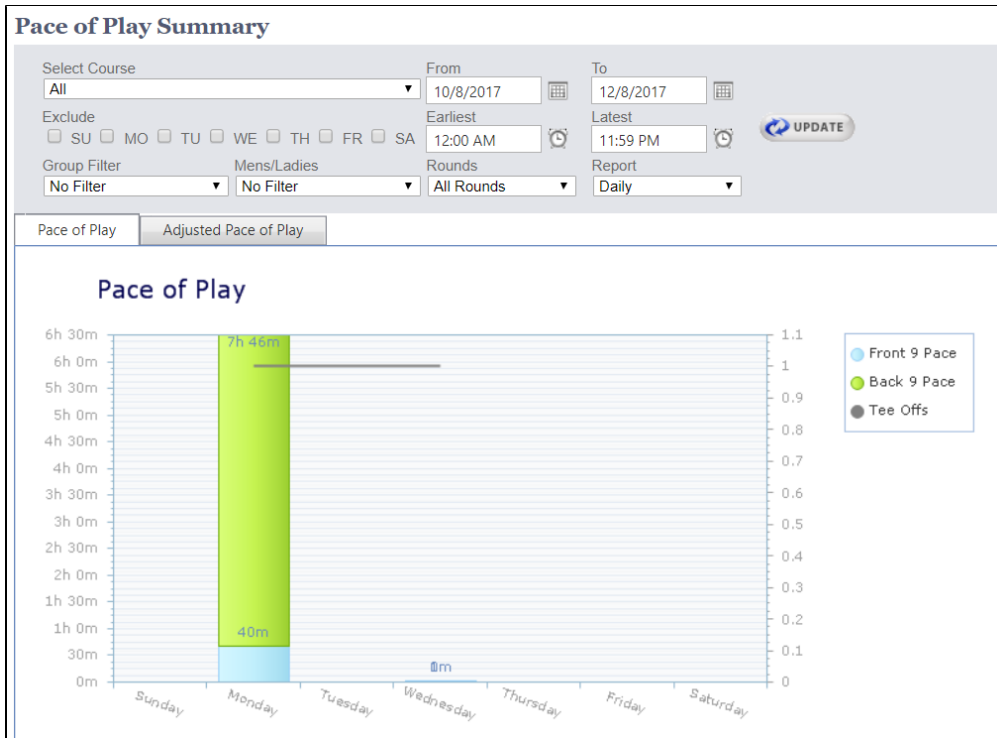 Pace of Play Summary
Select Course From To
All 10/8/2017 12/8/2017
Exclude Earliest Latest
SU MO TU WE TH FR SA 12:00 AM 11:59 PM UPDATE
Group Filter Mens/Ladies Rounds Report
No Filter No Filter All Rounds Daily
Pace of Play Adjusted Pace of Play
Pace of Play
6h 30m 7h 46m 1.1
6h 0m 1 Front 9 Pace
5h 30m 0.9 Back 9 Pace
5h 0m 0.8 Tee Offs
4h 30m 0.7
4h 0m 0.6
3h 30m 0.5
3h 0m 0.4
2h 30m 0.3
2h 0m 0.2
1h 30m 0.1
1h 0m 40m 0
30m
0m
Sunday Monday Tuesday Wednesday Thursday Friday Saturday